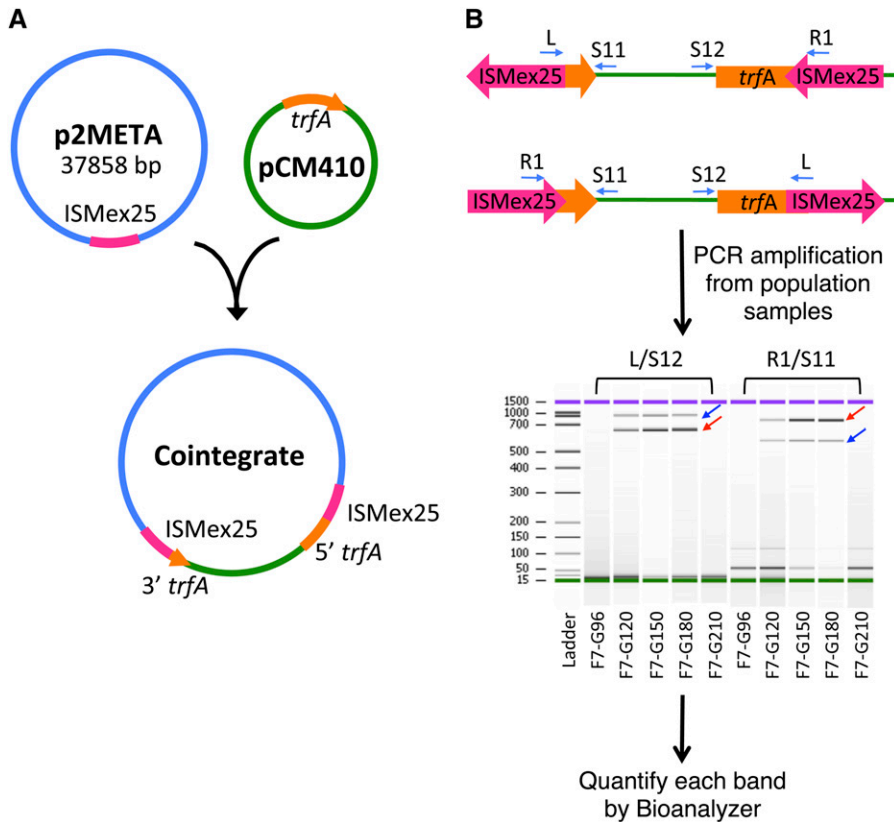 A
p2META
37858 bp
ISMex25
trfA
pCM410
Cointegrate
ISMex25
ISMex25
5' trfA
3' trfA
B
L
S11
S12
R1
ISMex25
trfA
ISMex25
R1
S11
S12
L
ISMex25
trfA
ISMex25
PCR amplification
from population
samples
L/S12
R1/S11
1500
1000
700
500
400
300
200
150
100
50
15
Ladder
F7-G96
F7-G120
F7-G150
F7-G180
F7-G210
F7-G96
F7-G120
F7-G150
F7-G180
F7-G210
Quantify each band
by Bioanalyzer